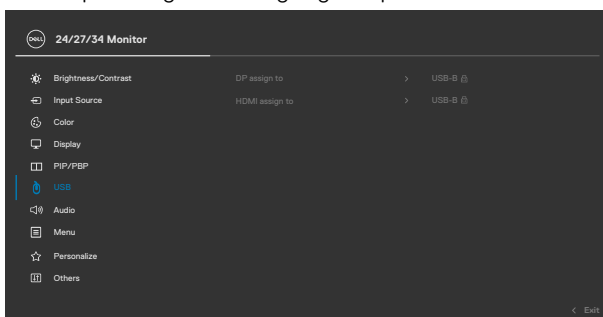 DELL 24/27/34 Monitor
Brightness/Contrast DP assign to > USB-B
Input Source HDMI assign to > USB-B
Color
Display
PIP/PBP
USB
Audio
Menu
Personalize
Others
< Exit